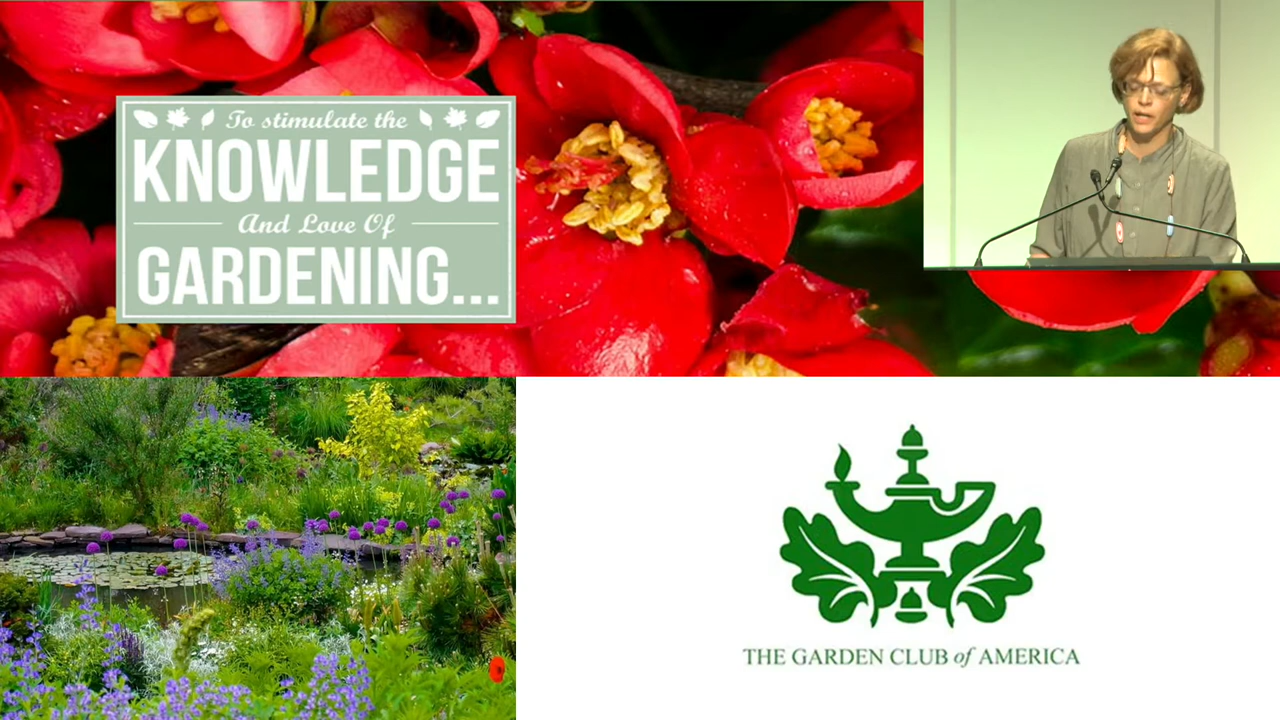 To stimulate the
KNOWLEDGE
And Love Of
GARDENING...
THE GARDEN CLUB of AMERICA